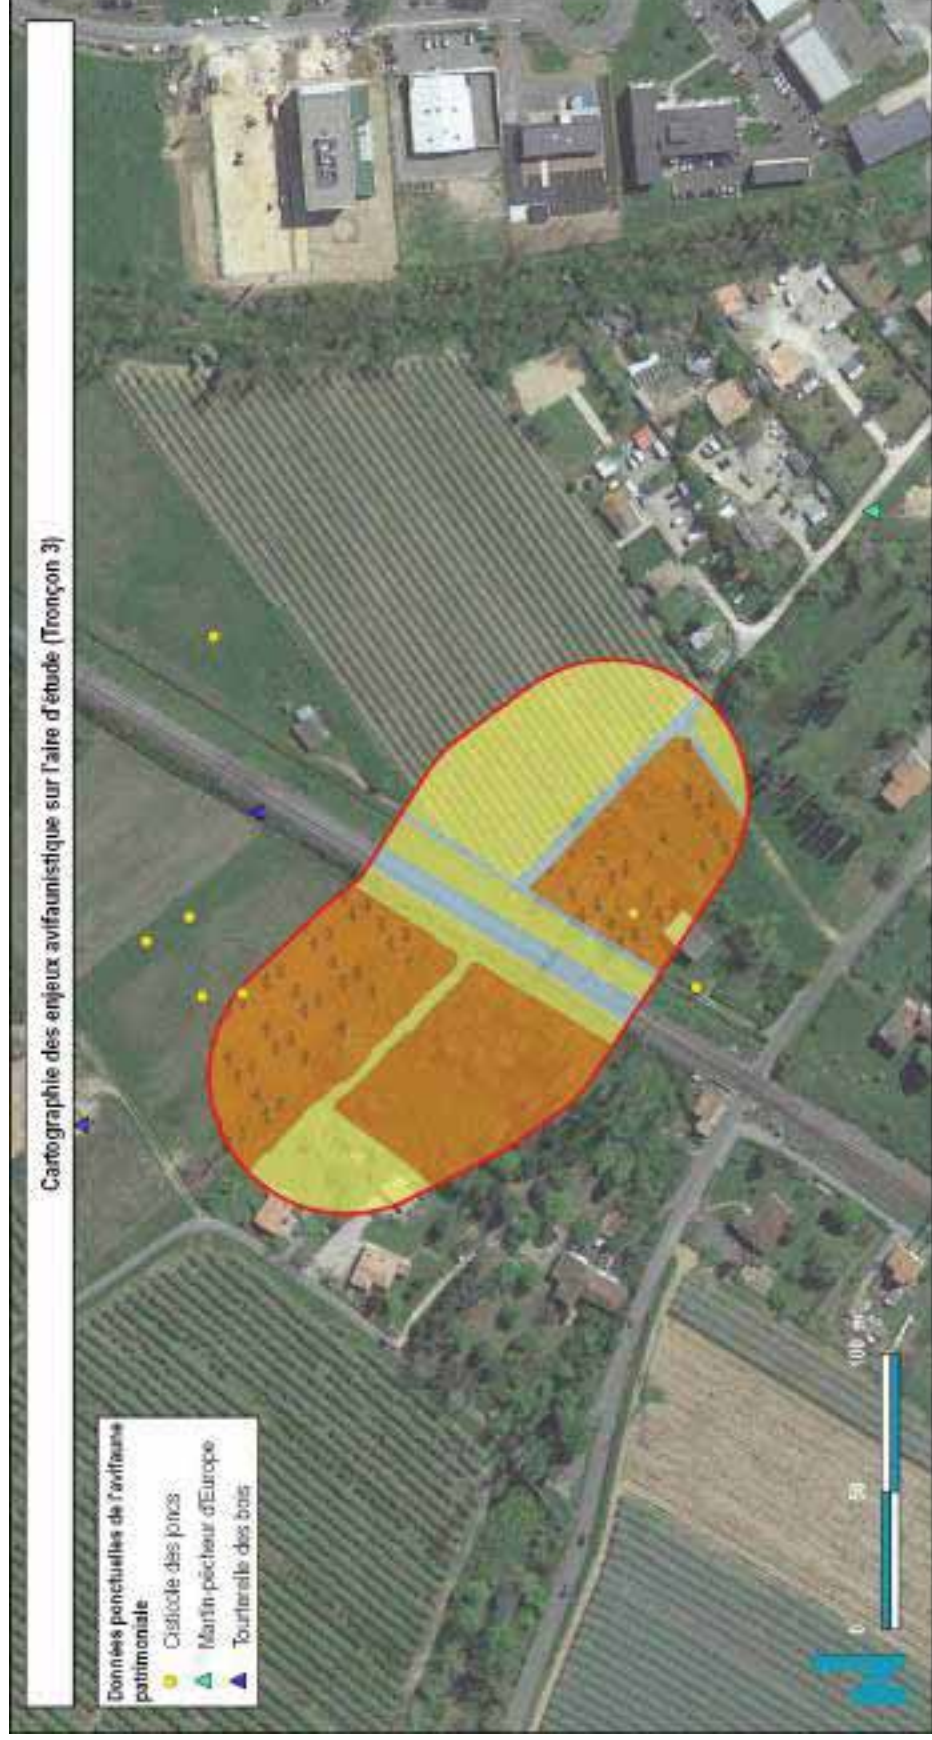 Cartographie des enjeux avifaunistique sur l'aire d'étude (Tronçon 3)
Données ponctuelles de l'avifaune
patrimoniale
Cisticole des joncs
Martin-pêcheur d'Europe
Tourterelle des bois
0 50 100 m